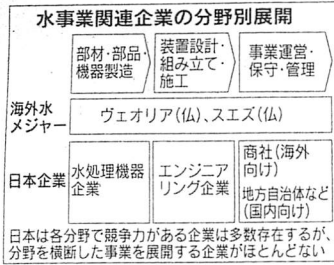 水事業関連企業の分野別展開
部材・部品・
機器製造
装置設計・
組み立て・
施工
事業運営・
保守・管理
海外水
メジャー
ヴェオリア(仏)、スエズ(仏)
日本企業
水処理機器
企業
エンジニア
リング企業
商社(海外
向け)
地方自治体など
(国内向け)
日本は各分野で競争力がある企業は多数存在するが、
分野を横断した事業を展開する企業がほとんどない